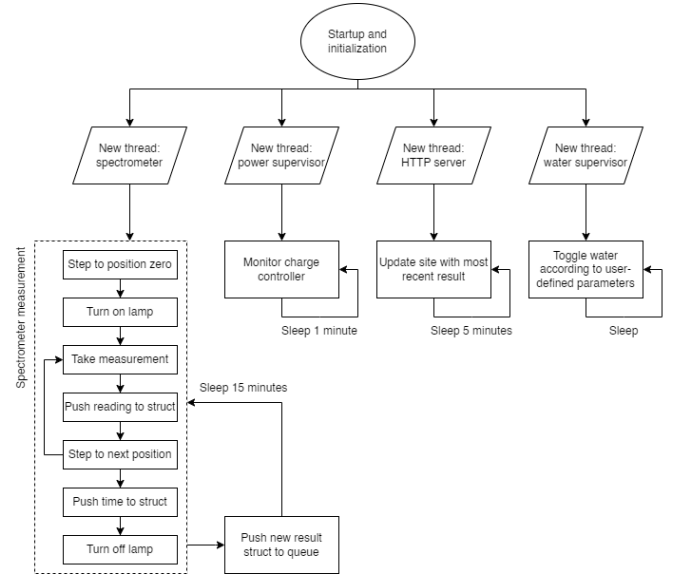 Startup and
initialization
New thread:
spectrometer
New thread:
power supervisor
New thread:
HTTP server
New thread:
water supervisor
Spectrometer measurement
Step to position zero
Turn on lamp
Take measurement
Push reading to struct
Step to next position
Push time to struct
Turn off lamp
Sleep 15 minutes
Push new result
struct to queue
Monitor charge
controller
Sleep 1 minute
Update site with most
recent result
Sleep 5 minutes
Toggle water
according to user-
defined parameters
Sleep